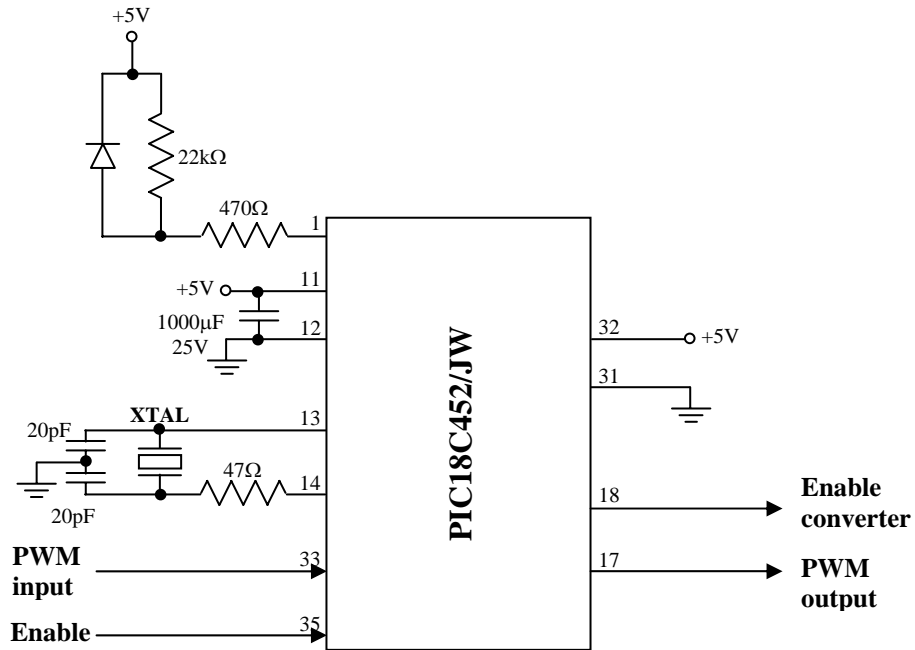 +5V
22kΩ
470Ω
1
+5V
11
1000μF
25V
12
32
+5V
31
XTAL
13
20pF
47Ω
14
20pF
PIC18C452/JW
18
Enable
converter
PWM
input
33
17
PWM
output
Enable
35